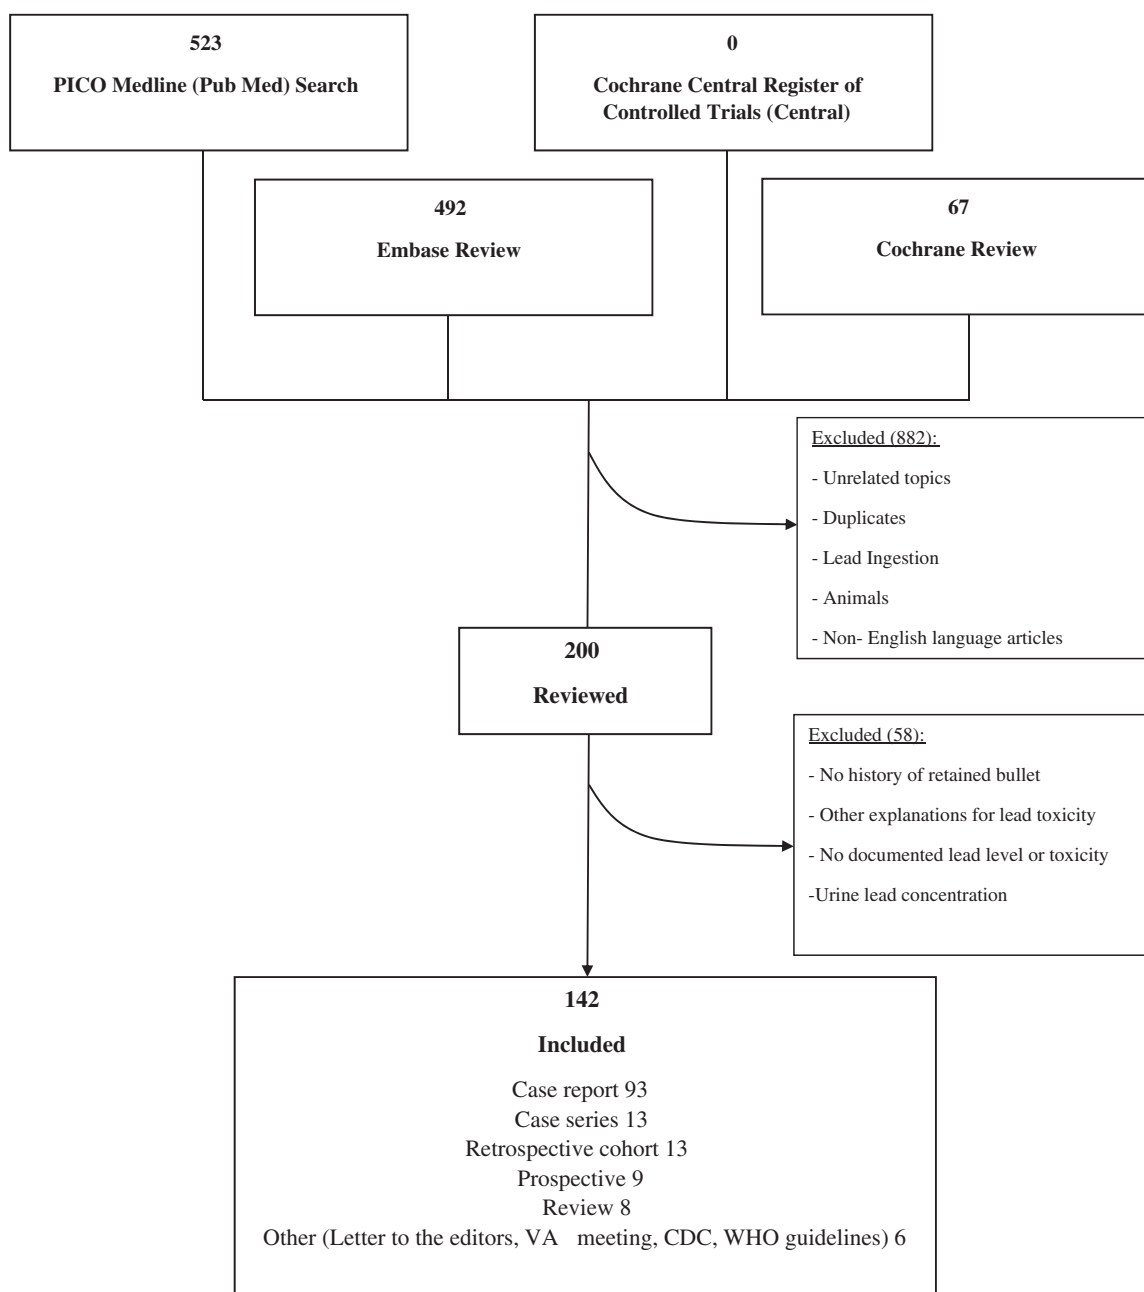 523
PICO Medline (Pub Med) Search
0
Cochrane Central Register of
Controlled Trials (Central)
492
Embase Review
67
Cochrane Review
Excluded (882):
- Unrelated topics
- Duplicates
- Lead Ingestion
- Animals
- Non- English language articles
200
Reviewed
Excluded (58):
- No history of retained bullet
- Other explanations for lead toxicity
- No documented lead level or toxicity
-Urine lead concentration
142
Included
Case report 93
Case series 13
Retrospective cohort 13
Prospective 9
Review 8
Other (Letter to the editors, VA meeting, CDC, WHO guidelines) 6